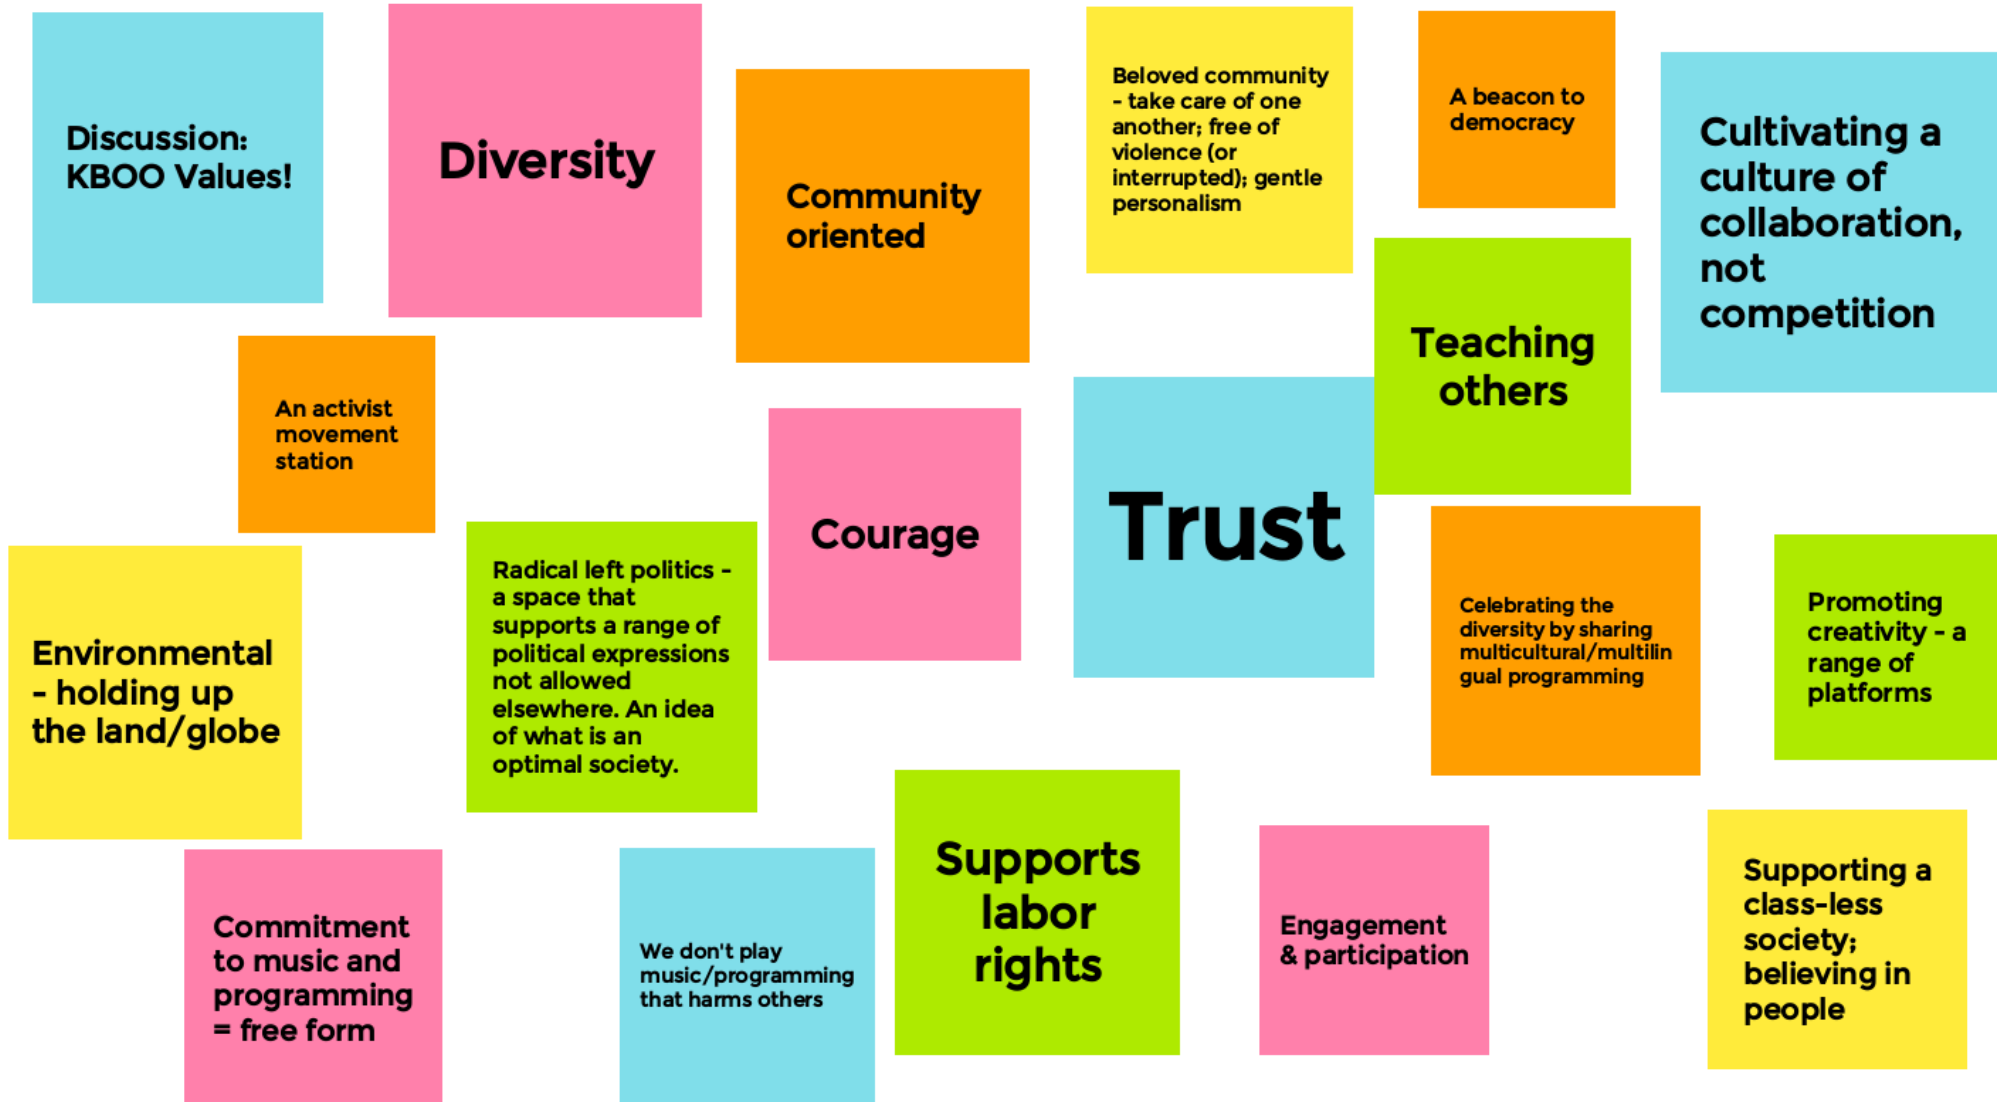 Discussion:
KBOO Values!
Diversity
Community
oriented
Beloved community
- take care of one
another; free of
violence (or
interrupted); gentle
personalism
A beacon to
democracy
Cultivating a
culture of
collaboration,
not
competition
An activist
movement
station
Courage
Trust
Teaching
others
Environmental
- holding up
the land/globe
Radical left politics -
a space that
supports a range of
political expressions
not allowed
elsewhere. An idea
of what is an
optimal society.
Celebrating the
diversity by sharing
multicultural/multilin
gual programming
Promoting
creativity - a
range of
platforms
Commitment
to music and
programming
= free form
We don't play
music/programming
that harms others
Supports
labor
rights
Engagement
& participation
Supporting a
class-less
society;
believing in
people